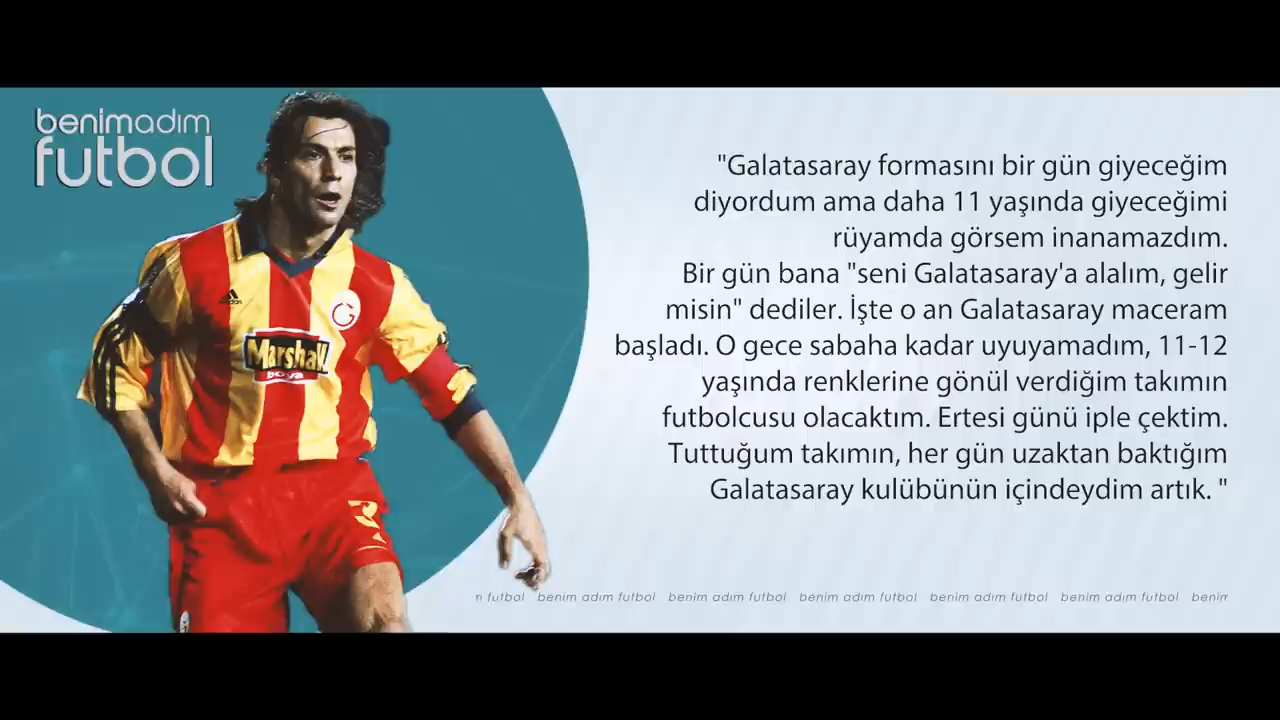 benimadım
futbol
"Galatasaray formasını bir gün giyeceğim
diyordum ama daha 11 yaşında giyeceğimi
rüyamda görsem inanamazdım.
Bir gün bana "seni Galatasaray'a alalım, gelir
misin" dediler. İşte o an Galatasaray maceram
başladı. O gece sabaha kadar uyuyamadım, 11-12
yaşında renklerine gönül verdiğim takımın
futbolcusu olacaktım. Ertesi günü iple çektim.
Tuttuğum takımın, her gün uzaktan baktığım
Galatasaray kulübünün içindeydim artık. "
adidas
Marshall
boya
3
n futbol benim adım futbol benim adım futbol benim adım futbol benim adım futbol benim adım futbol benim